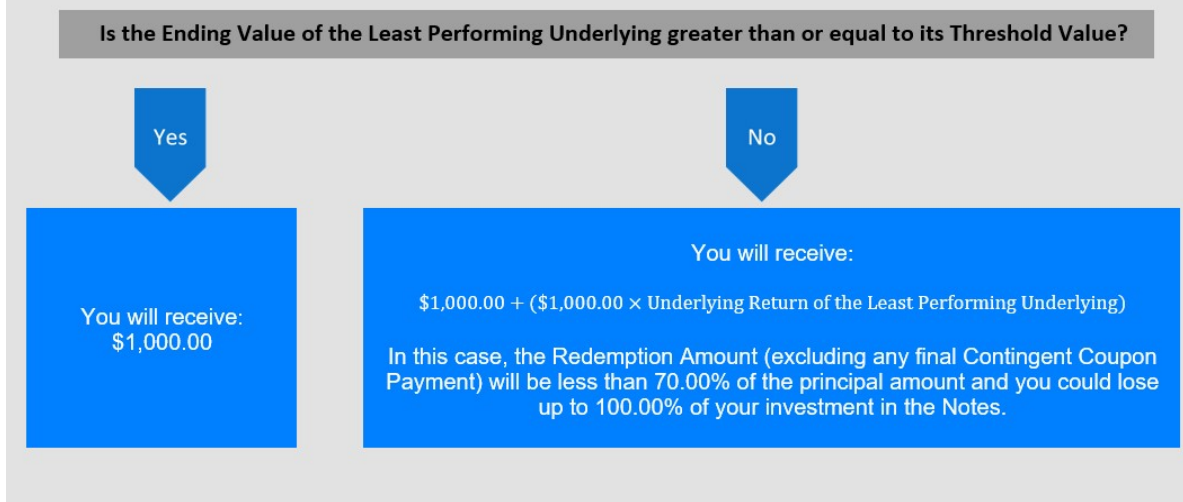 Is the Ending Value of the Least Performing Underlying greater than or equal to its Threshold Value?
Yes
No
You will receive:
$1,000.00
You will receive:
$1,000.00 + ($1,000.00 × Underlying Return of the Least Performing Underlying)
In this case, the Redemption Amount (excluding any final Contingent Coupon
Payment) will be less than 70.00% of the principal amount and you could lose
up to 100.00% of your investment in the Notes.